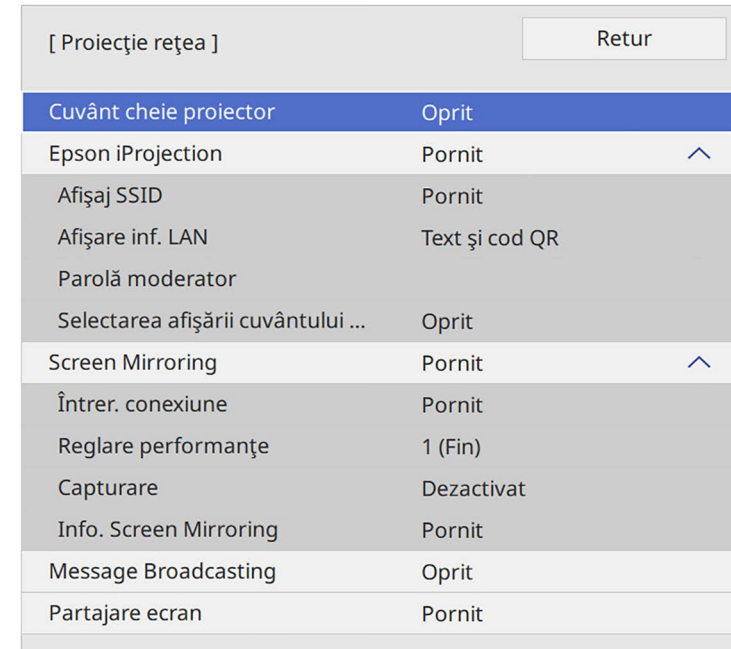 [ Proiecţie reţea ]
Retur
Cuvânt cheie proiector Oprit
Epson iProjection Pornit
Afişaj SSID Pornit
Afişare inf. LAN Text şi cod QR
Parolă moderator
Selectarea afişării cuvântului ... Oprit
Screen Mirroring Pornit
Întrer. conexiune Pornit
Reglare performanţe 1 (Fin)
Capturare Dezactivat
Info. Screen Mirroring Pornit
Message Broadcasting Oprit
Partajare ecran Pornit